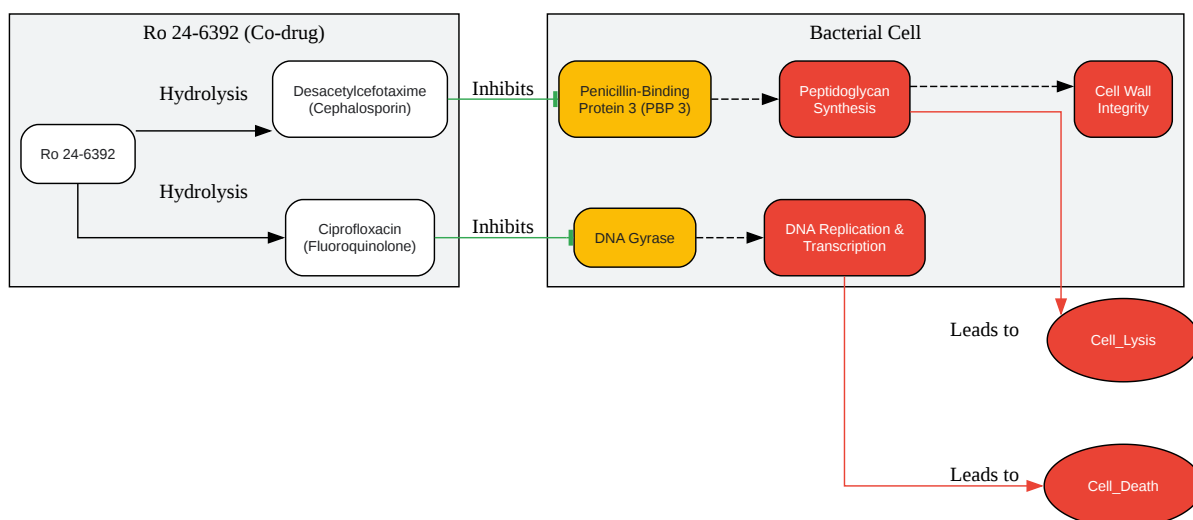 Ro 24-6392 (Co-drug)
Bacterial Cell
Hydrolysis
Desacetylcefotaxime
(Cephalosporin)
Inhibits
Penicillin-Binding
Protein 3 (PBP 3)
Peptidoglycan
Synthesis
Cell Wall
Integrity
Ro 24-6392
Hydrolysis
Ciprofloxacin
(Fluoroquinolone)
Inhibits
DNA Gyrase
DNA Replication &
Transcription
Leads to
Cell_Lysis
Leads to
Cell_Death